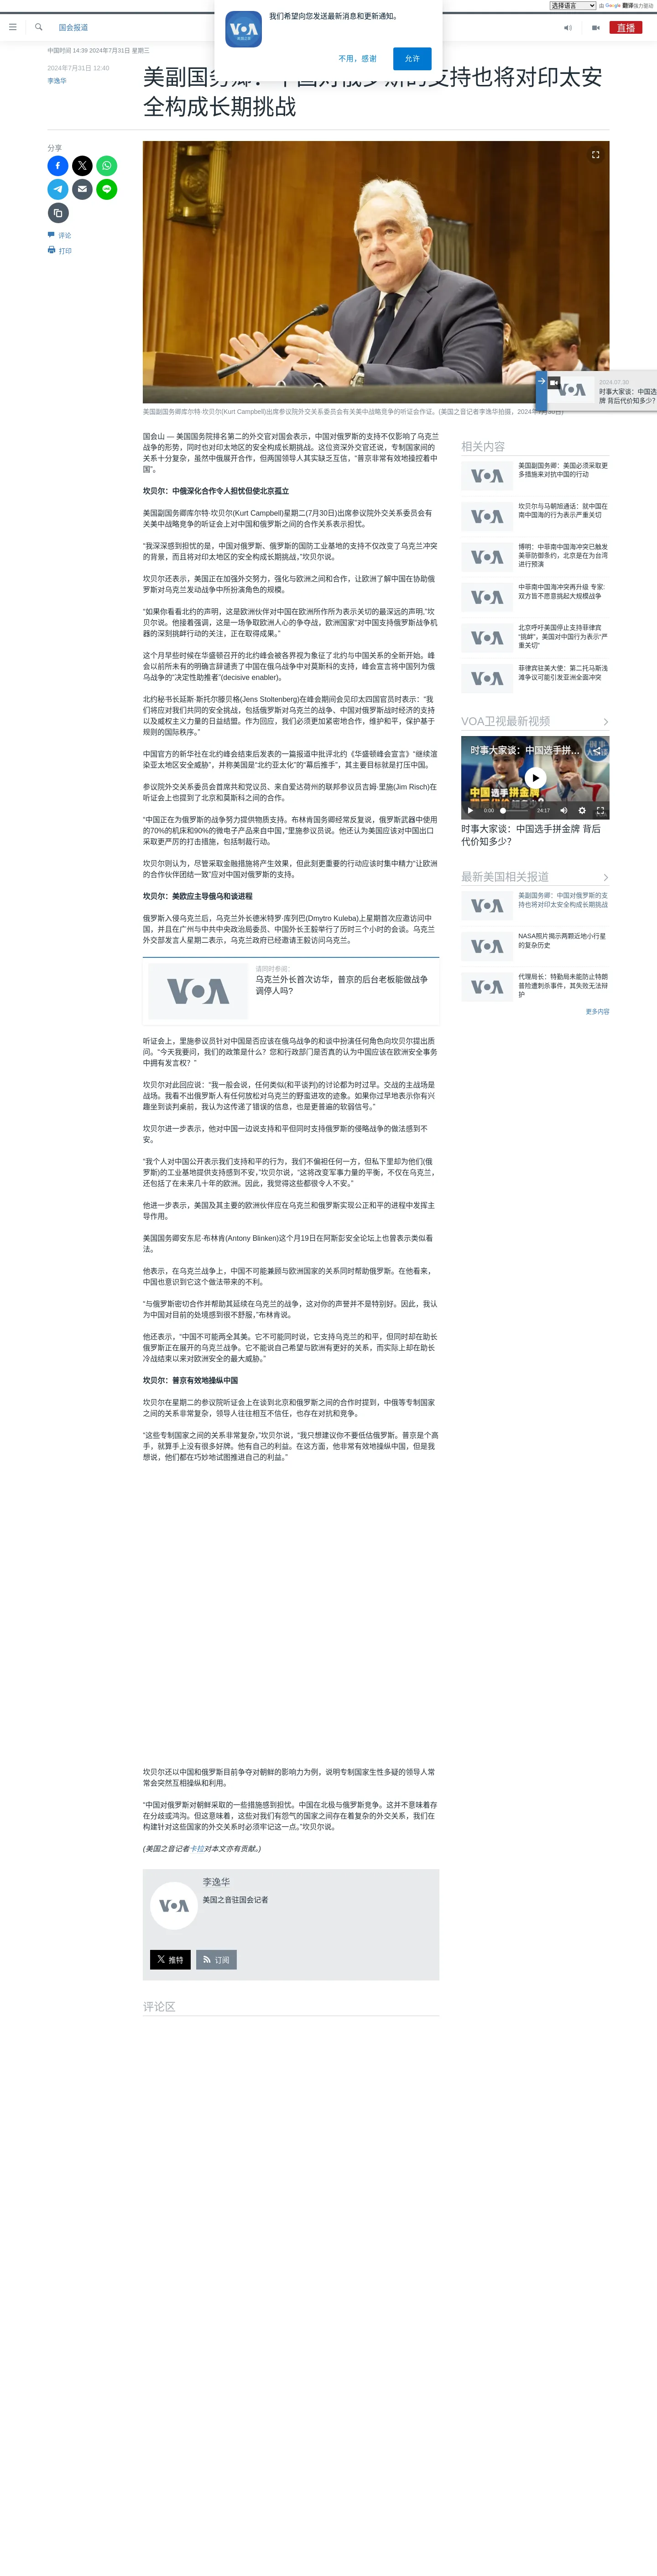 选择语言 由 Google 翻译强力驱动
我们希望向您发送最新消息和更新通知。
不用，感谢 允许
国会报道
直播
中国时间 14:39 2024年7月31日 星期三
2024年7月31日 12:40
李逸华
美副国务卿：中国对俄罗斯的支持也将对印太安
全构成长期挑战
分享
评论
打印
美国副国务卿库尔特·坎贝尔(Kurt Campbell)出席参议院外交关系委员会有关美中战略竞争的听证会作证。(美国之音记者李逸华拍摄，2024年7月30日)
2024.07.30
时事大家谈：中国选
牌 背后代价知多少？
国会山 — 美国国务院排名第二的外交官对国会表示，中国对俄罗斯的支持不仅影响了乌克兰
战争的形势，同时也对印太地区的安全构成长期挑战。这位资深外交官还说，专制国家间的
关系十分复杂，虽然中俄展开合作，但两国领导人其实缺乏互信，“普京非常有效地操控着中
国”。
坎贝尔：中俄深化合作令人担忧但使北京孤立
美国副国务卿库尔特·坎贝尔(Kurt Campbell)星期二(7月30日)出席参议院外交关系委员会有
关美中战略竞争的听证会上对中国和俄罗斯之间的合作关系表示担忧。
“我深深感到担忧的是，中国对俄罗斯、俄罗斯的国防工业基地的支持不仅改变了乌克兰冲突
的背景，而且将对印太地区的安全构成长期挑战，”坎贝尔说。
坎贝尔还表示，美国正在加强外交努力，强化与欧洲之间和合作，让欧洲了解中国在协助俄
罗斯对乌克兰发动战争中所扮演角色的规模。
“如果你看看北约的声明，这是欧洲伙伴对中国在欧洲所作所为表示关切的最深远的声明，”坎
贝尔说。他接着强调，这是一场争取欧洲人心的争夺战，欧洲国家“对中国支持俄罗斯战争机
器的深刻挑衅行动的关注，正在取得成果。”
这个月早些时候在华盛顿召开的北约峰会被各界视为象征了北约与中国关系的全新开始。峰
会以前所未有的明确言辞谴责了中国在俄乌战争中对莫斯科的支持，峰会宣言将中国列为俄
乌战争的“决定性助推者”(decisive enabler)。
北约秘书长延斯·斯托尔滕贝格(Jens Stoltenberg)在峰会期间会见印太四国官员时表示：“我
们将应对我们共同的安全挑战，包括俄罗斯对乌克兰的战争、中国对俄罗斯战时经济的支持以
及威权主义力量的日益结盟。作为回应，我们必须更加紧密地合作，维护和平，保护基于
规则的国际秩序。”
中国官方的新华社在北约峰会结束后发表的一篇报道中批评北约《华盛顿峰会宣言》“继续渲
染亚太地区安全威胁”，并称美国是“北约亚太化”的“幕后推手”，其主要目标就是打压中国。
参议院外交关系委员会首席共和党议员、来自爱达荷州的联邦参议员吉姆·里施(Jim Risch)在
听证会上也提到了北京和莫斯科之间的合作。
“中国正在为俄罗斯的战争努力提供物质支持。布林肯国务卿经常反复说，俄罗斯武器中使用
的70%的机床和90%的微电子产品来自中国，”里施参议员说。他还认为美国应该对中国出口
采取更严厉的打击措施，包括制裁行动。
坎贝尔则认为，尽管采取金融措施将产生效果，但此刻更重要的行动应该时集中精力“让欧洲
的合作伙伴团结一致”应对中国对俄罗斯的支持。
坎贝尔：美欧应主导俄乌和谈进程
俄罗斯入侵乌克兰后，乌克兰外长德米特罗·库列巴(Dmytro Kuleba)上星期首次应邀访问中
国，并且在广州与中共中央政治局委员、中国外长王毅举行了历时三个小时的会谈。乌克兰
外交部发言人星期二表示，乌克兰政府已经邀请王毅访问乌克兰。
请同时参阅：
乌克兰外长首次访华，普京的后台老板能做战争
调停人吗？
听证会上，里施参议员针对中国是否应该在俄乌战争的和谈中扮演任何角色向坎贝尔提出质
问。“今天我要问，我们的政策是什么？您和行政部门是否真的认为中国应该在欧洲安全事务
中拥有发言权？”
坎贝尔对此回应说：“我一般会说，任何类似(和平谈判)的讨论都为时过早。交战的主战场是
战场。我看不出俄罗斯人有任何放松对乌克兰的野蛮进攻的迹象。如果你过早地表示你有兴
趣坐到谈判桌前，我认为这传递了错误的信息，也是更普遍的软弱信号。”
坎贝尔进一步表示，他对中国一边说支持和平但同时支持俄罗斯的侵略战争的做法感到不
安。
“我个人对中国公开表示我们支持和平的行为，我们不偏袒任何一方，但私下里却为他们(俄
罗斯)的工业基地提供支持感到不安，”坎贝尔说，“这将改变军事力量的平衡，不仅在乌克兰，
还包括了在未来几十年的欧洲。因此，我觉得这些都很令人不安。”
他进一步表示，美国及其主要的欧洲伙伴应在乌克兰和俄罗斯实现公正和平的进程中发挥主
导作用。
美国国务卿安东尼·布林肯(Antony Blinken)这个月19日在阿斯彭安全论坛上也曾表示类似看
法。
他表示，在乌克兰战争上，中国不可能兼顾与欧洲国家的关系同时帮助俄罗斯。在他看来，
中国也意识到它这个做法带来的不利。
“与俄罗斯密切合作并帮助其延续在乌克兰的战争，这对你的声誉并不是特别好。因此，我认
为中国对目前的处境感到很不舒服，”布林肯说。
他还表示，“中国不可能两全其美。它不可能同时说，它支持乌克兰的和平，但同时却在助长
俄罗斯正在展开的乌克兰战争。它不能说自己希望与欧洲有更好的关系，而实际上却在助长
冷战结束以来对欧洲安全的最大威胁。”
坎贝尔：普京有效地操纵中国
坎贝尔在星期二的参议院听证会上在谈到北京和俄罗斯之间的合作时提到，中俄等专制国家
之间的关系非常复杂，领导人往往相互不信任，也存在对抗和竞争。
“这些专制国家之间的关系非常复杂，”坎贝尔说，“我只想建议你不要低估俄罗斯。普京是个高
手，就算手上没有很多好牌。他有自己的利益。在这方面，他非常有效地操纵中国，但是我
想说，他们都在巧妙地试图推进自己的利益。”
坎贝尔还以中国和俄罗斯目前争夺对朝鲜的影响力为例，说明专制国家生性多疑的领导人常
常会突然互相操纵和利用。
“中国对俄罗斯对朝鲜采取的一些措施感到担忧。中国在北极与俄罗斯竞争。这并不意味着存
在分歧或鸿沟。但这意味着，这些对我们有怨气的国家之间存在着复杂的外交关系，我们在
构建针对这些国家的外交关系时必须牢记这一点。”坎贝尔说。
(美国之音记者卡拉对本文亦有贡献。)
李逸华
美国之音驻国会记者
推特 订阅
评论区
相关内容
美国副国务卿：美国必须采取更
多措施来对抗中国的行动
坎贝尔与马朝旭通话：就中国在
南中国海的行为表示严重关切
博明：中菲南中国海冲突已触发
美菲防御条约，北京是在为台湾
进行预演
中菲南中国海冲突再升级 专家:
双方皆不愿意挑起大规模战争
北京呼吁美国停止支持菲律宾
“挑衅”，美国对中国行为表示“严
重关切”
菲律宾驻美大使：第二托马斯浅
滩争议可能引发亚洲全面冲突
VOA卫视最新视频
时事大家谈：中国选手拼...
中国选手拼金牌
0:00 24:17
时事大家谈：中国选手拼金牌 背后
代价知多少？
最新美国相关报道
美副国务卿：中国对俄罗斯的支
持也将对印太安全构成长期挑战
NASA照片揭示两颗近地小行星
的复杂历史
代理局长：特勤局未能防止特朗
普险遭刺杀事件，其失败无法辩
护
更多内容